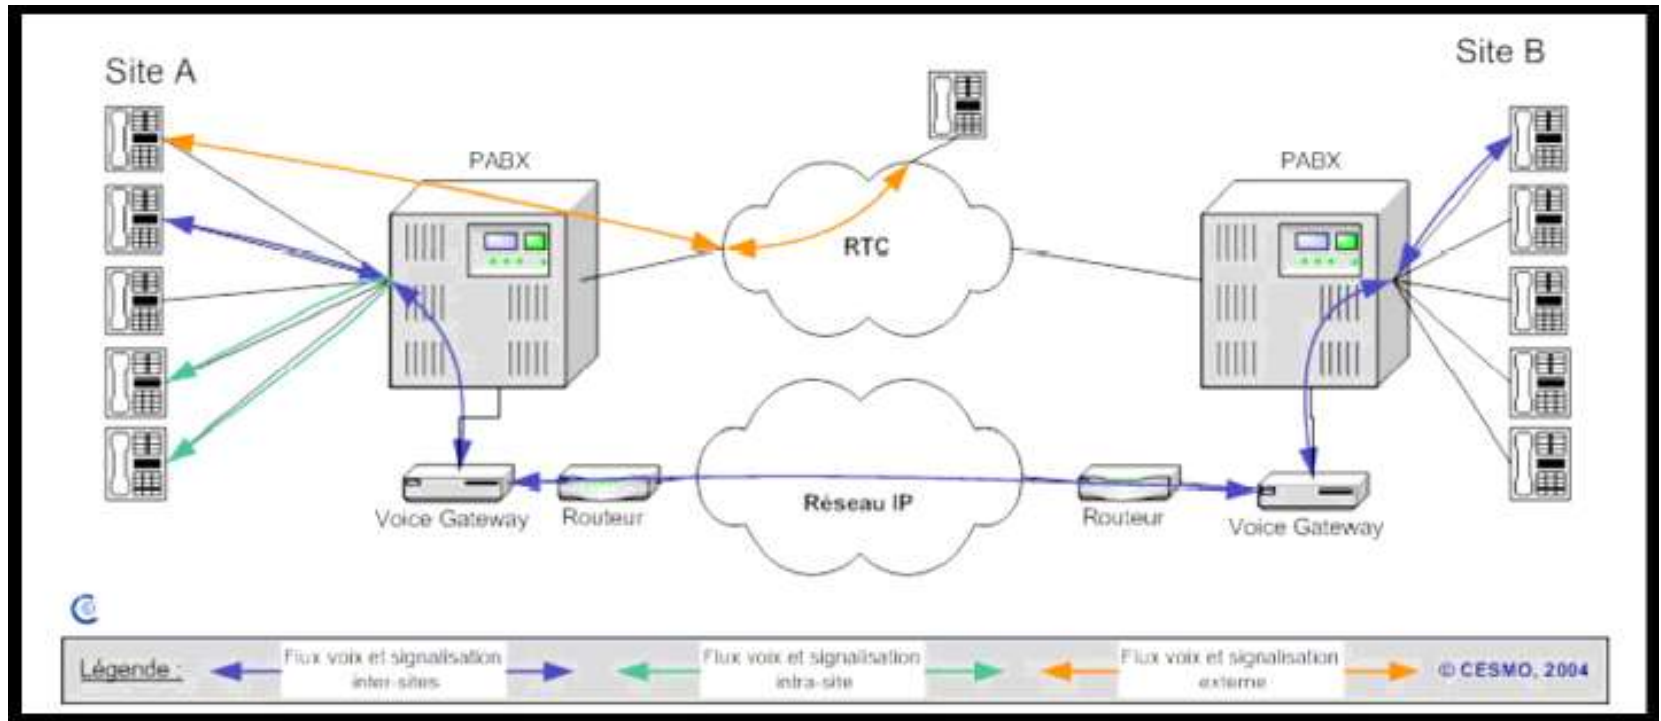 Site A
Site B
PABX
PABX
RTC
Réseau IP
Voice Gateway
Routeur
Routeur
Voice Gateway
Légende :
Flux voix et signalisation
inter-sites
Flux voix et signalisation
intra-site
Flux voix et signalisation
externe
© CESMO, 2004